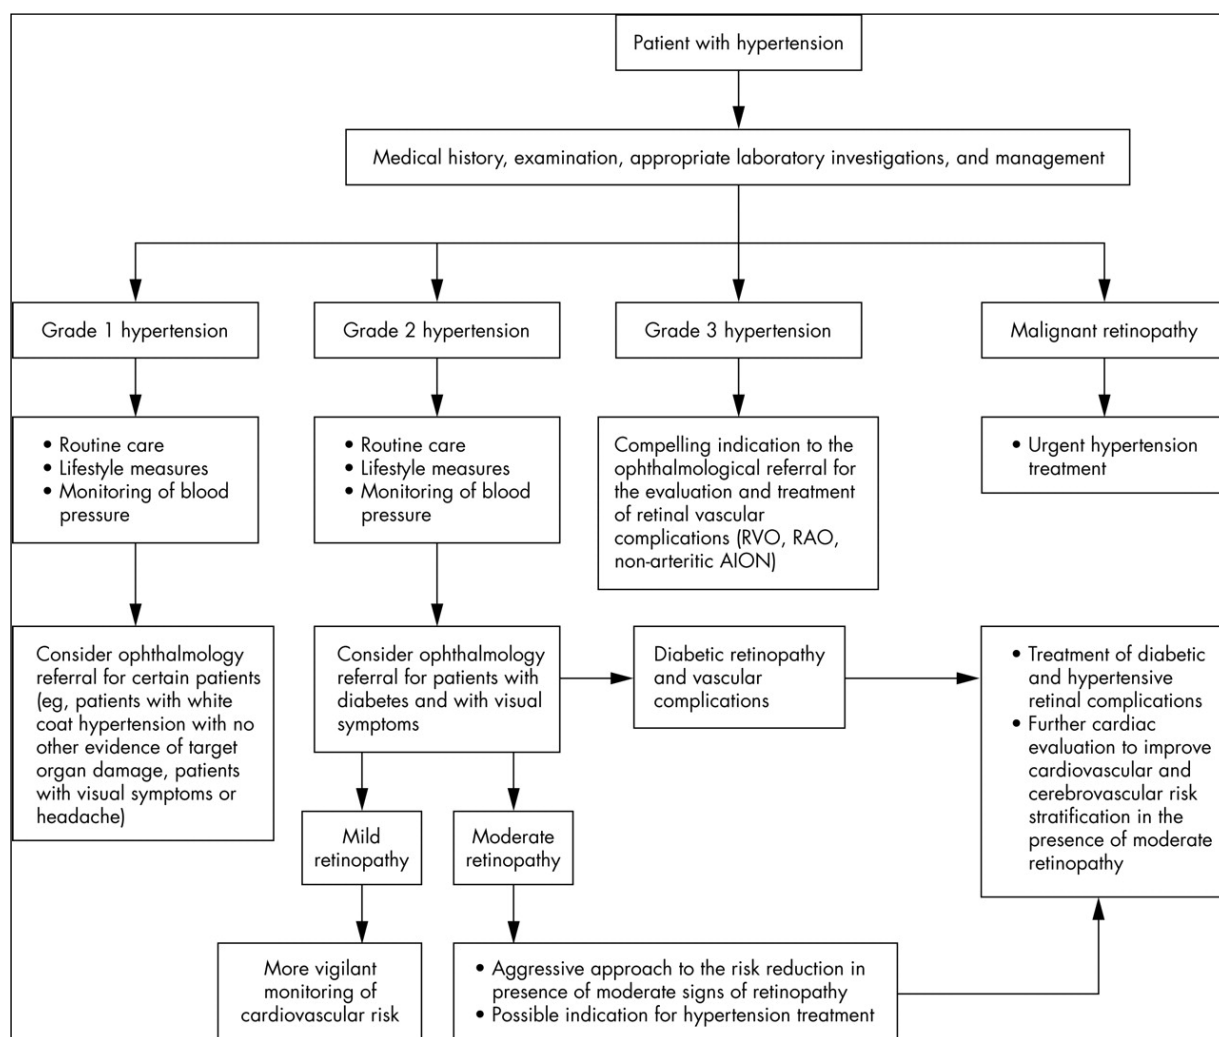 Patient with hypertension
Medical history, examination, appropriate laboratory investigations, and management
Grade 1 hypertension
Grade 2 hypertension
Grade 3 hypertension
Malignant retinopathy
• Routine care
• Lifestyle measures
• Monitoring of blood
pressure
• Routine care
• Lifestyle measures
• Monitoring of blood
pressure
Compelling indication to the
ophthalmological referral for
the evaluation and treatment
of retinal vascular
complications (RVO, RAO,
non-arteritic AION)
• Urgent hypertension
treatment
Consider ophthalmology
referral for certain patients
(eg, patients with white
coat hypertension with no
other evidence of target
organ damage, patients
with visual symptoms or
headache)
Consider ophthalmology
referral for patients with
diabetes and with visual
symptoms
Diabetic retinopathy
and vascular
complications
• Treatment of diabetic
and hypertensive
retinal complications
• Further cardiac
evaluation to improve
cardiovascular and
cerebrovascular risk
stratification in the
presence of moderate
retinopathy
Mild
retinopathy
Moderate
retinopathy
More vigilant
monitoring of
cardiovascular risk
• Aggressive approach to the risk reduction in
presence of moderate signs of retinopathy
• Possible indication for hypertension treatment